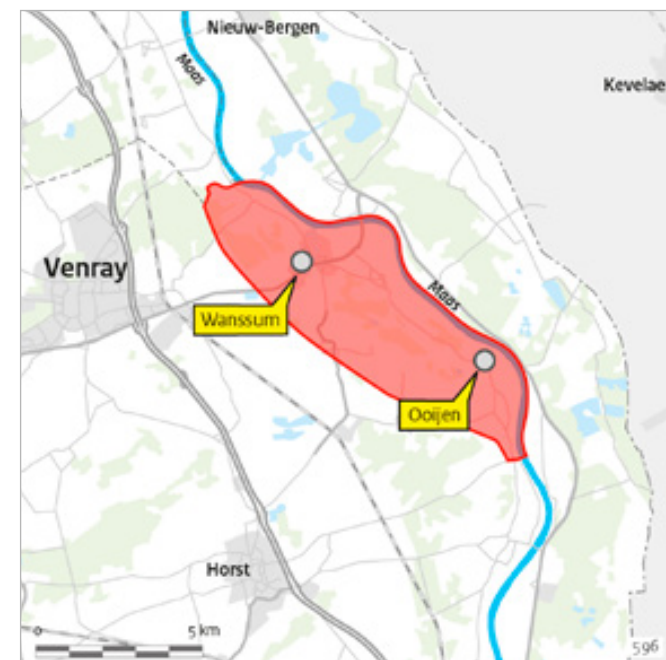 Nieuw-Bergen
Maas
Kevelae
Venray
Wanssum
Maas
Ooijen
Horst
0
5 km
596